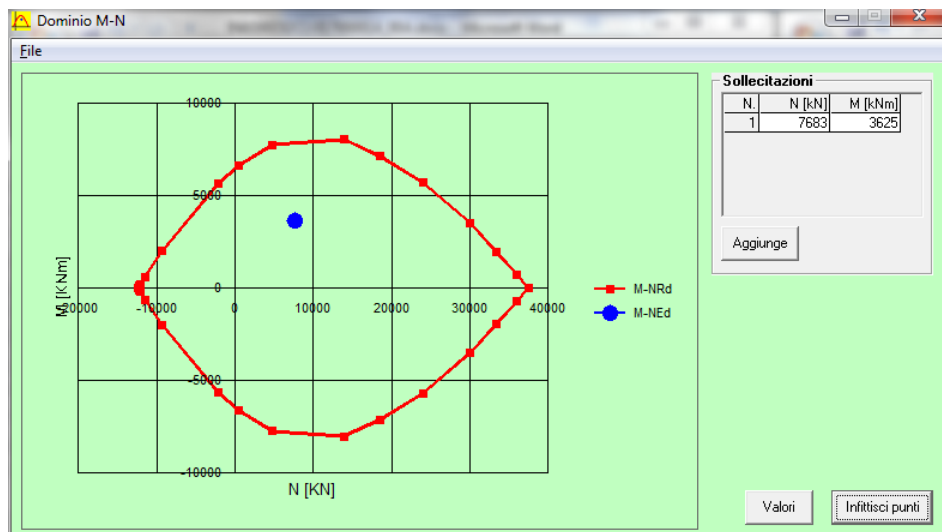 Dominio M-N
File
10000
5000
0
-5000
-10000
M [KNm]
-20000 -10000 0 10000 20000 30000 40000
N [KN]
M-NRd
M-NEd
Sollecitazioni
N. N [kN] M [kNm]
1 7683 3625
Aggiunge
Valori
Infittisci punti